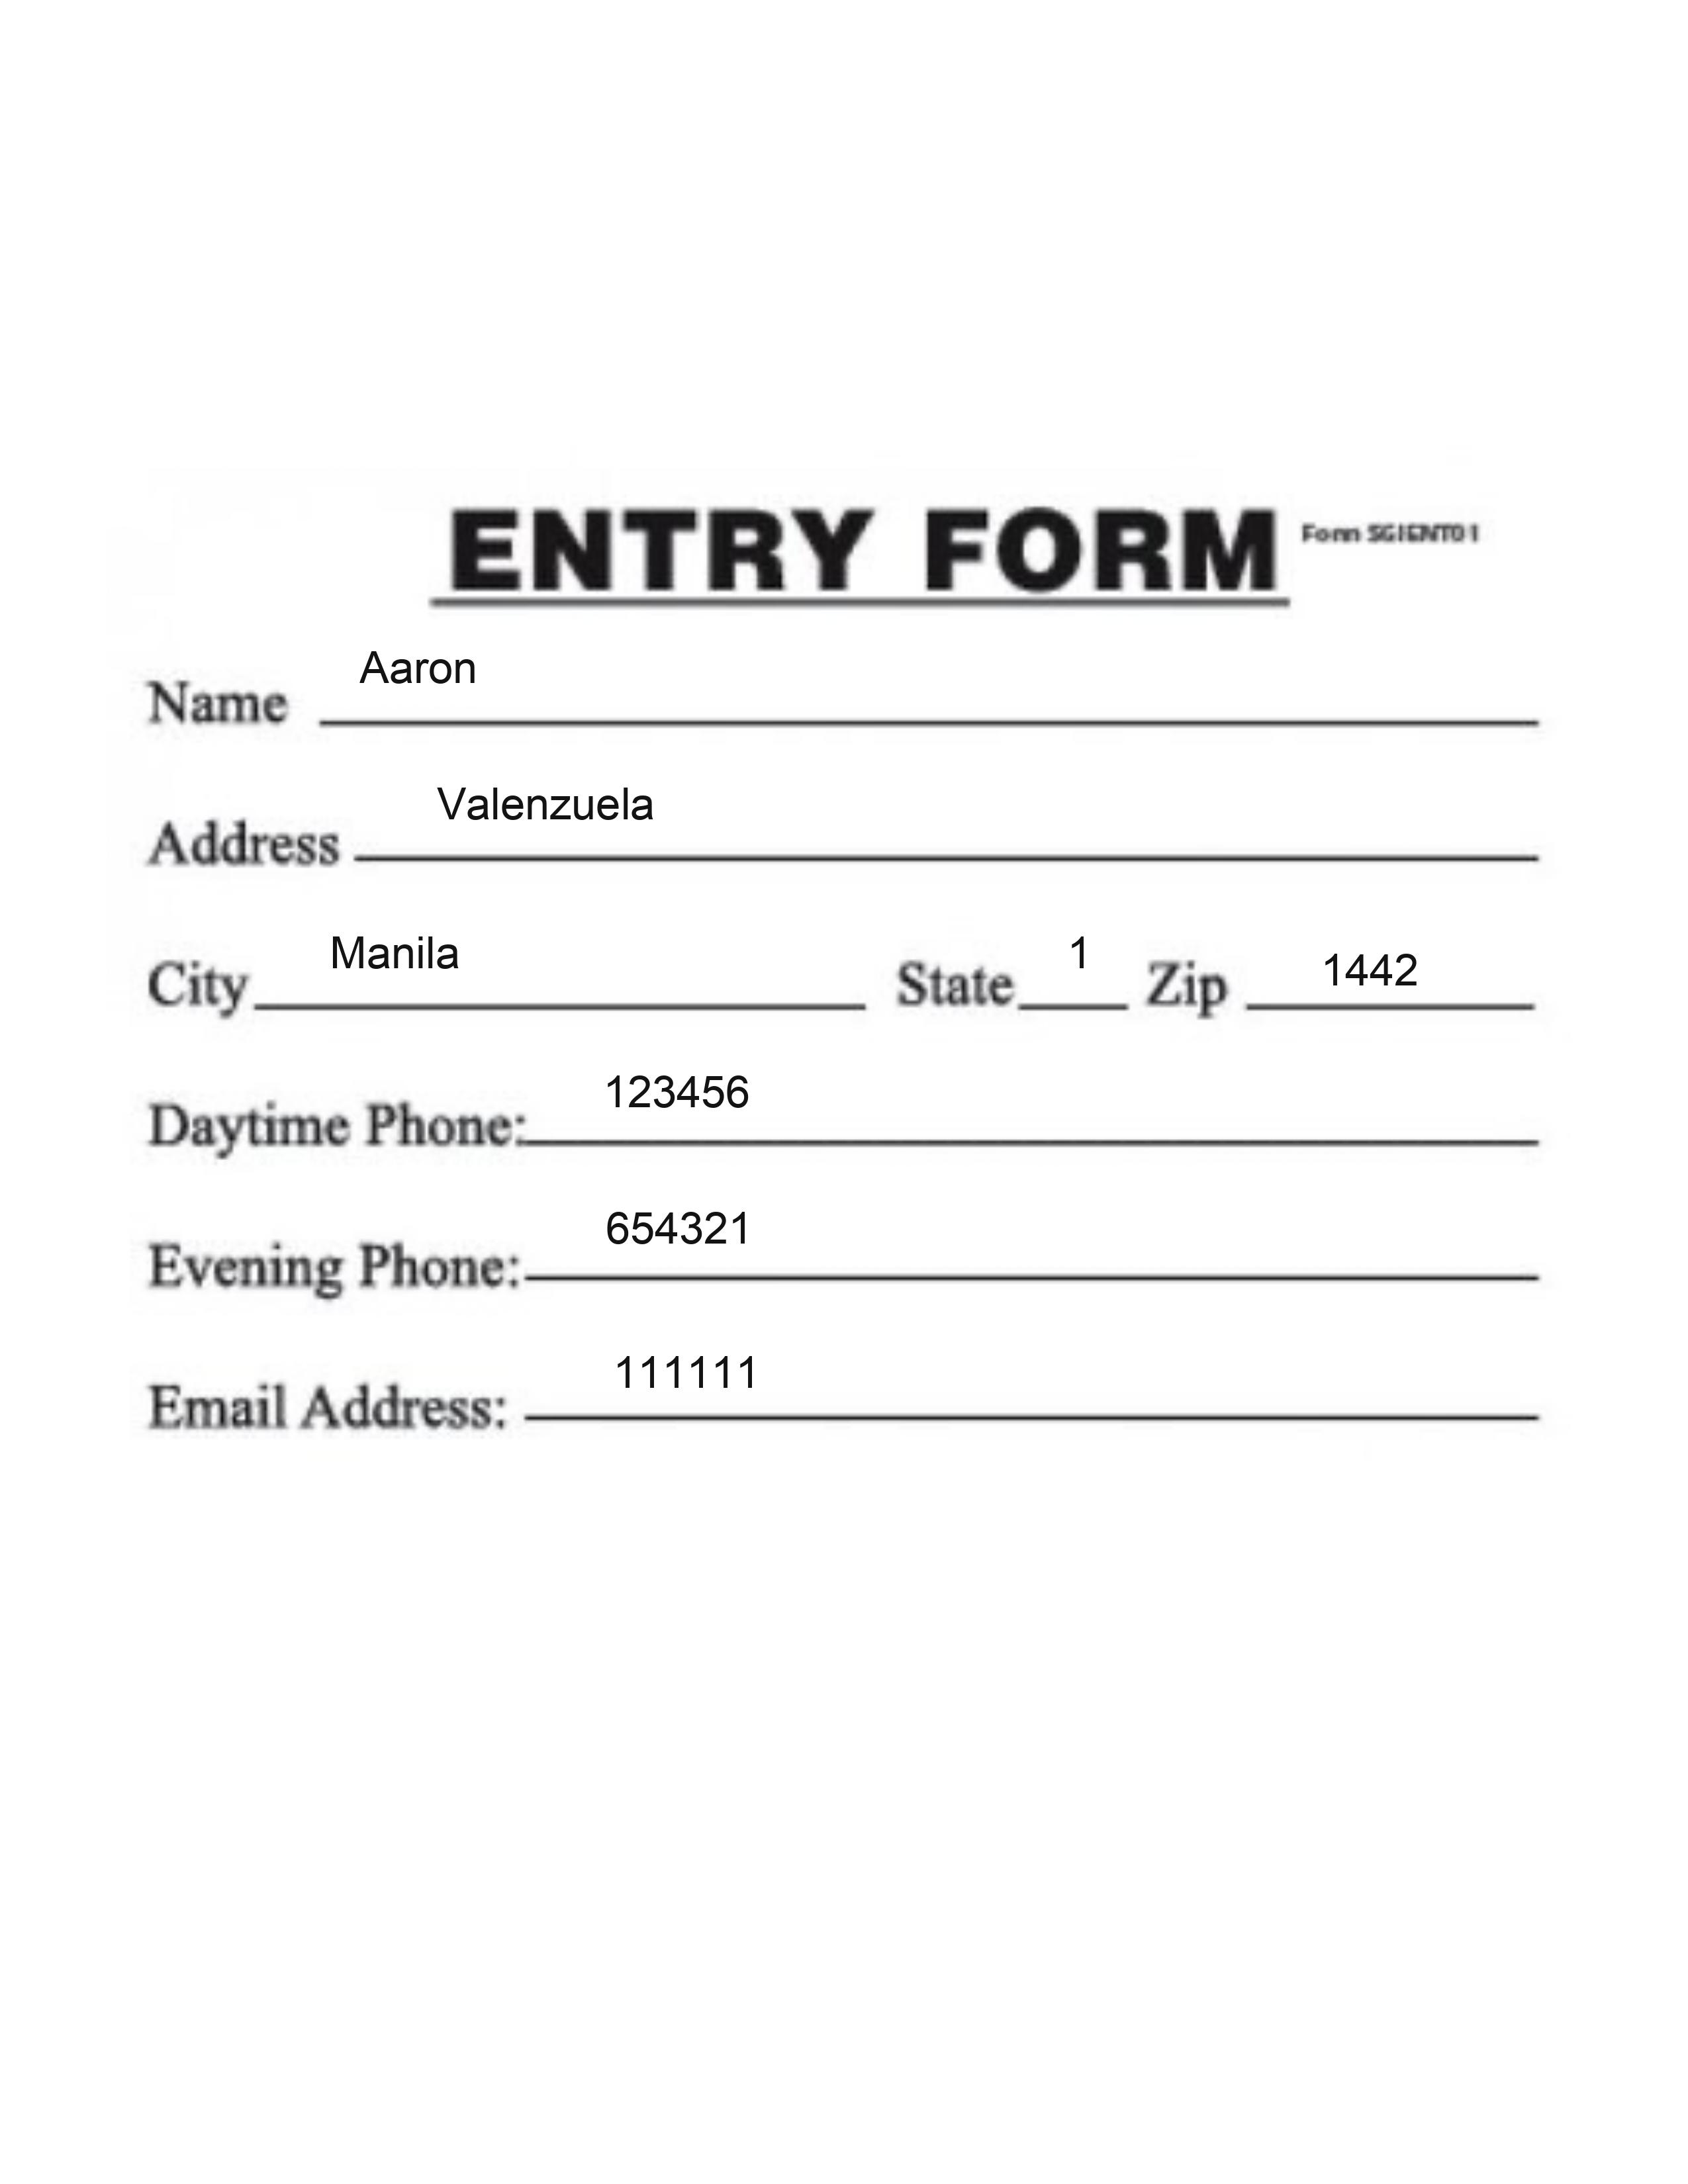 ENTRY FORM Form SGIENT01
Name Aaron
Address Valenzuela
City Manila State 1 Zip 1442
Daytime Phone: 123456
Evening Phone: 654321
Email Address: 111111